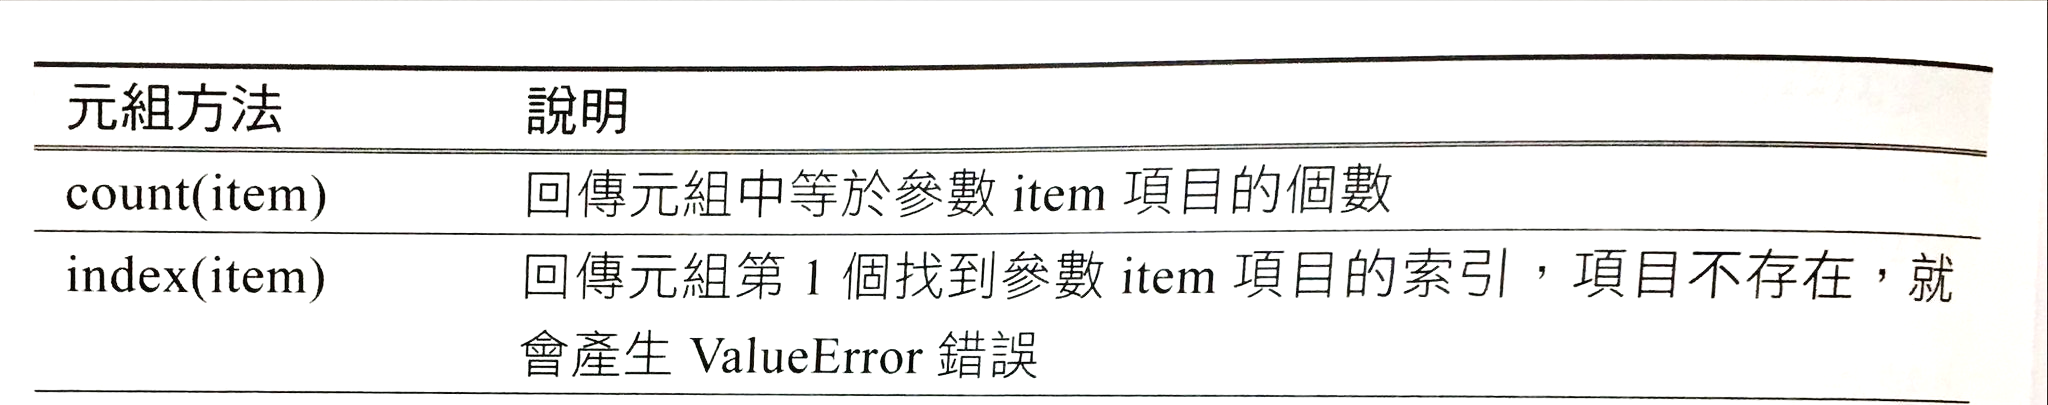 元組方法 說明
count(item) 回傳元組中等於參數 item 項目的個數
index(item) 回傳元組第 1 個找到參數 item 項目的索引，項目不存在，就
會產生 ValueError 錯誤